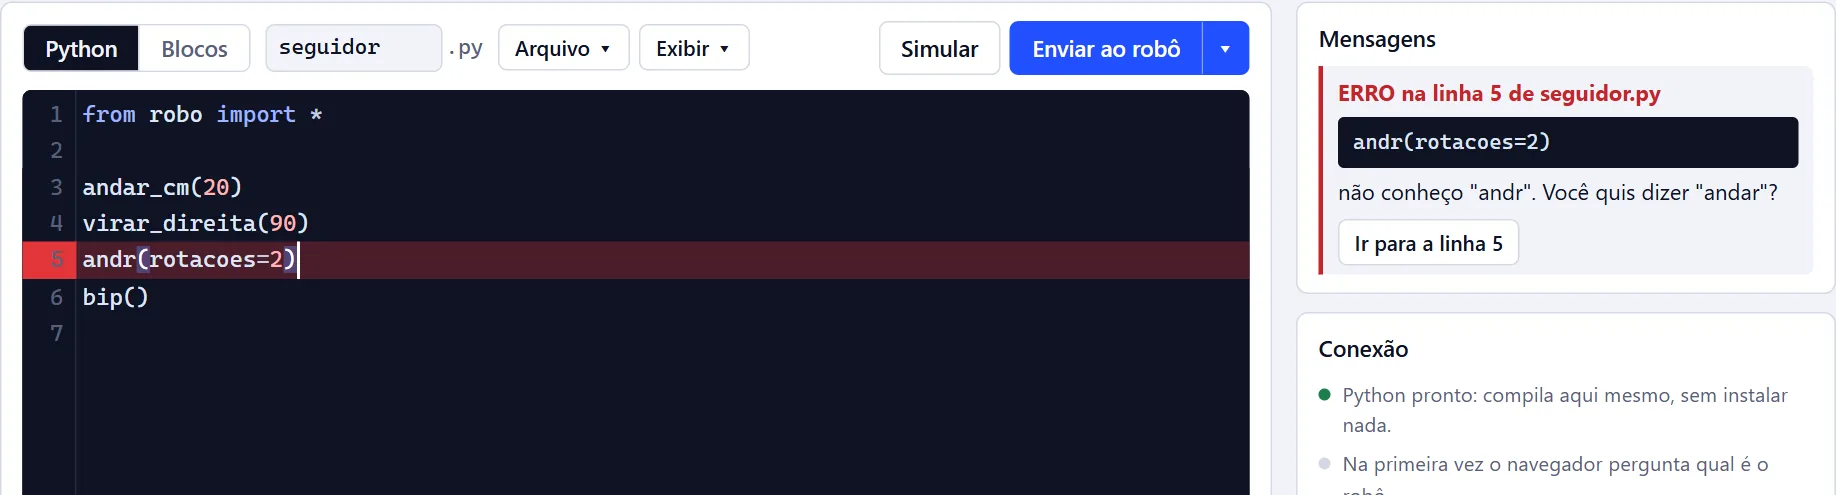 Python Blocos seguidor .py Arquivo ▼ Exibir ▼ Simular Enviar ao robô ▼
1 from robo import *
2
3 andar_cm(20)
4 virar_direita(90)
5 andr(rotacoes=2)
6 bip()
7
Mensagens
ERRO na linha 5 de seguidor.py
andr(rotacoes=2)
não conheço "andr". Você quis dizer "andar"?
Ir para a linha 5
Conexão
Python pronto: compila aqui mesmo, sem instalar
nada.
Na primeira vez o navegador pergunta qual é o
robô